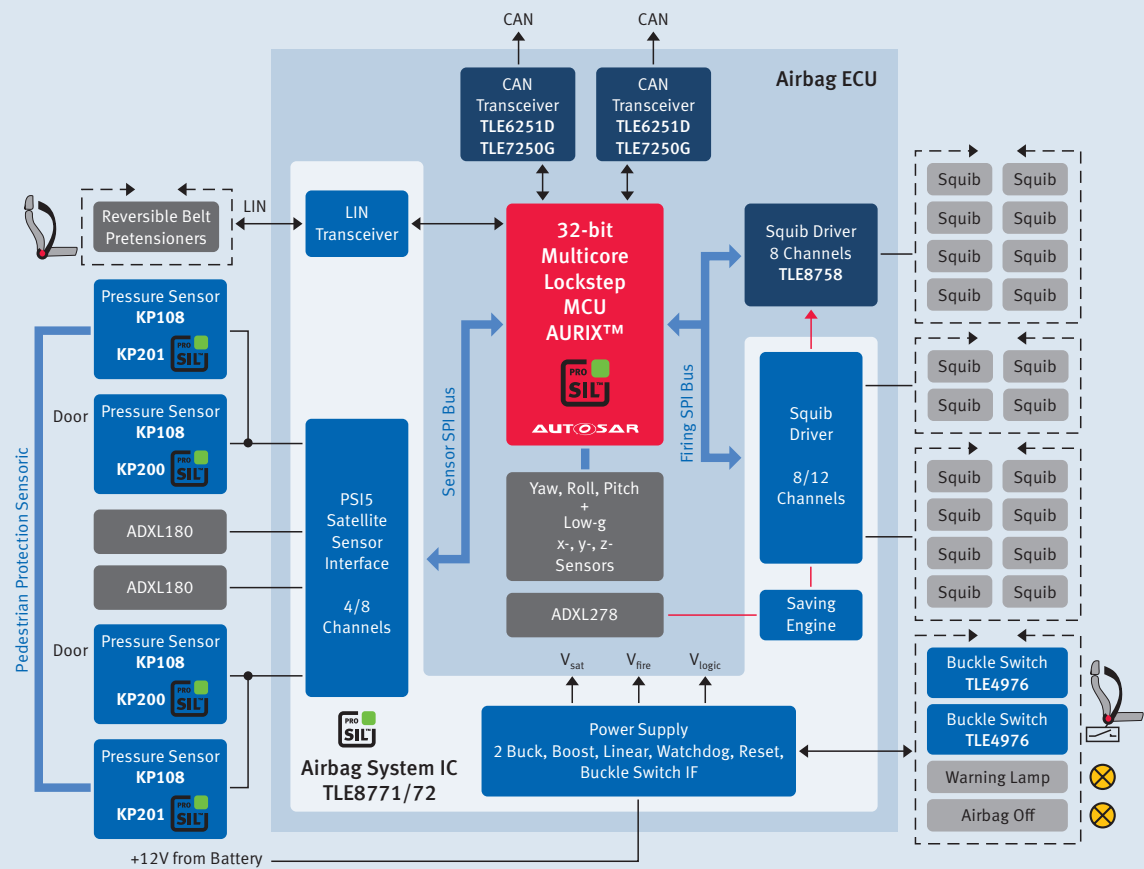 CAN
CAN
Airbag ECU
CAN
Transceiver
TLE6251D
TLE7250G
CAN
Transceiver
TLE6251D
TLE7250G
Reversible Belt
Pretensioners
LIN
LIN
Transceiver
32-bit
Multicore
Lockstep
MCU
AURIX™
PRO
SIL™
AUTOSAR
Squib Driver
8 Channels
TLE8758
Squib
Squib
Squib
Squib
Squib
Squib
Squib
Squib
Pressure Sensor
KP108
KP201
PRO
SIL™
Door
Pressure Sensor
KP108
KP200
PRO
SIL™
Pedestrian Protection Sensoric
ADXL180
ADXL180
Door
Pressure Sensor
KP108
KP200
PRO
SIL™
Pressure Sensor
KP108
KP201
PRO
SIL™
PSI5
Satellite
Sensor
Interface
4/8
Channels
Sensor SPI Bus
Firing SPI Bus
Yaw, Roll, Pitch
+
Low-g
x-, y-, z-
Sensors
ADXL278
Squib
Driver
8/12
Channels
Saving
Engine
Squib
Squib
Squib
Squib
Squib
Squib
Squib
Squib
Squib
Squib
Squib
Squib
PRO
SIL™
Airbag System IC
TLE8771/72
Vsat
Vfire
Vlogic
Power Supply
2 Buck, Boost, Linear, Watchdog, Reset,
Buckle Switch IF
Buckle Switch
TLE4976
Buckle Switch
TLE4976
Warning Lamp
Airbag Off
+12V from Battery